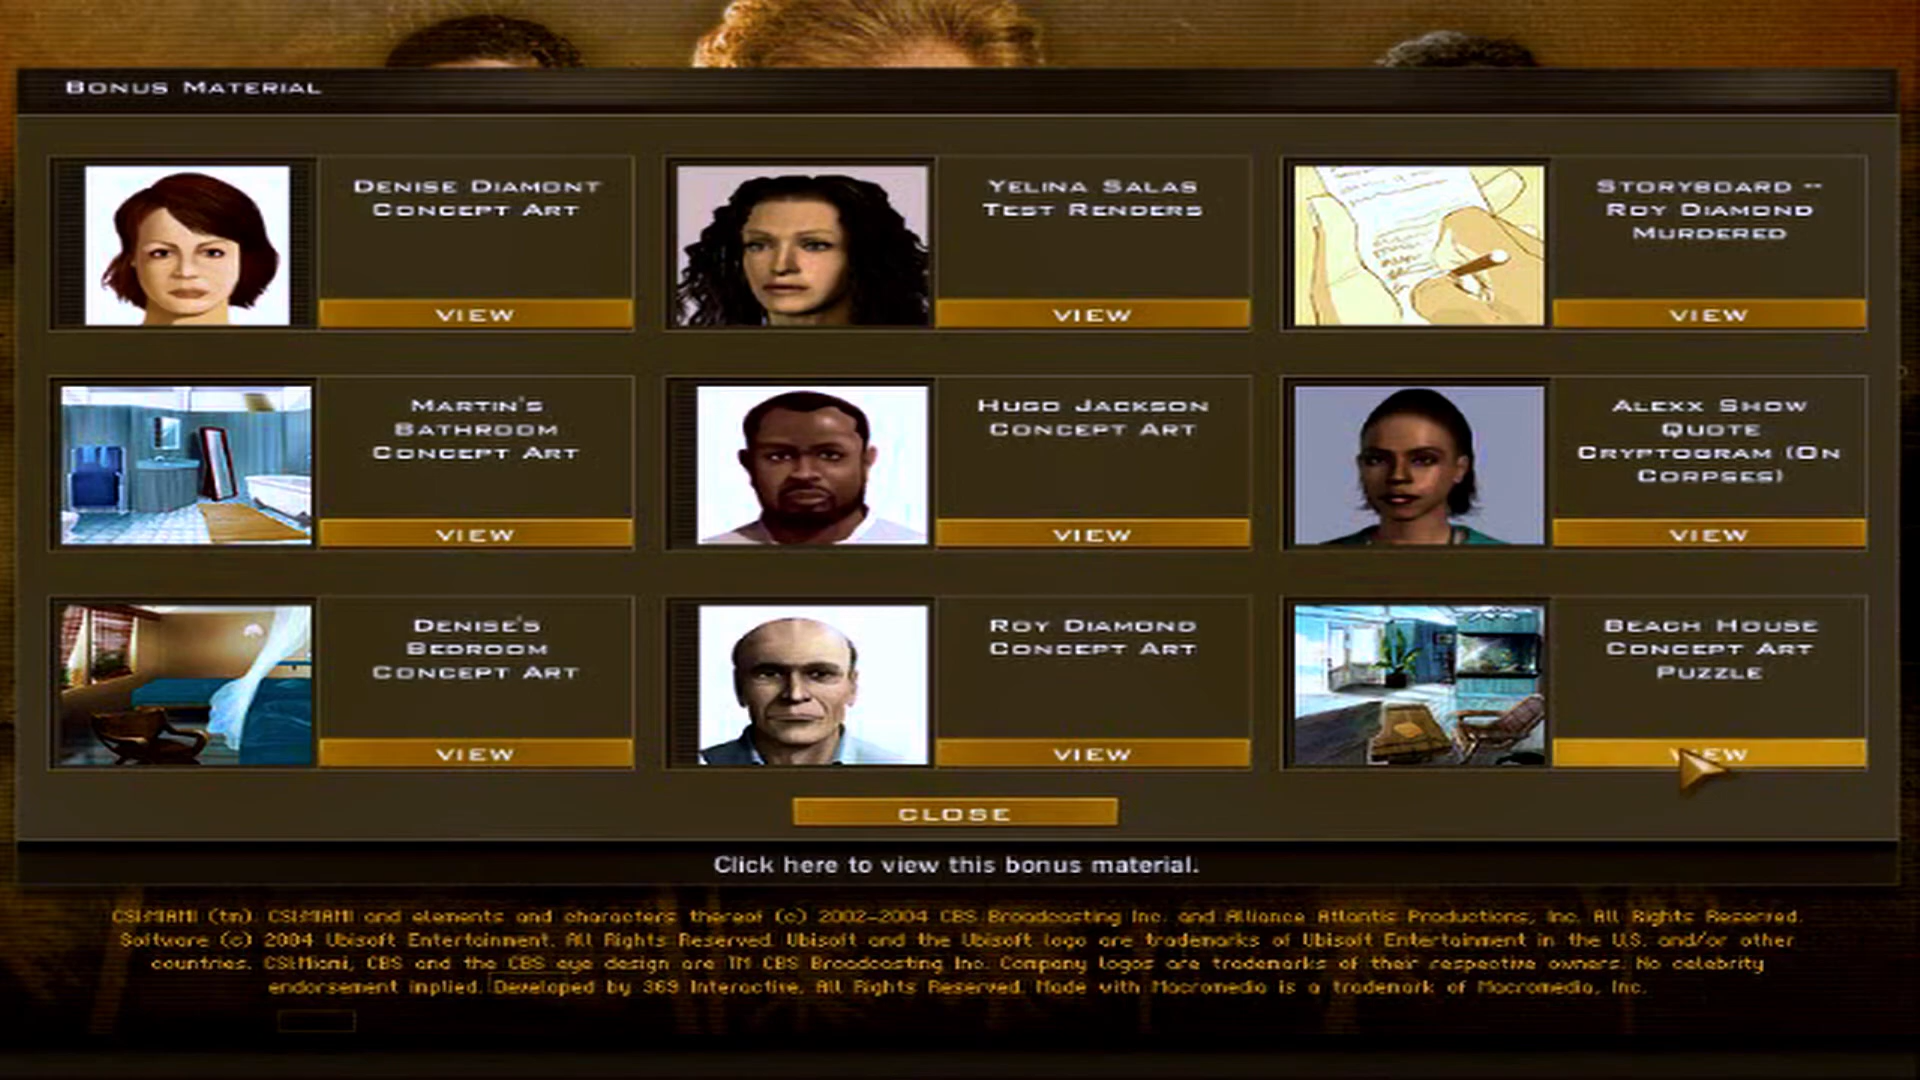 BONUS MATERIAL
DENISE DIAMONT
CONCEPT ART
VIEW
YELINA SALAS
TEST RENDERS
VIEW
STORYBOARD --
ROY DIAMOND
MURDERED
VIEW
MARTIN'S
BATHROOM
CONCEPT ART
VIEW
HUGO JACKSON
CONCEPT ART
VIEW
ALEXX SHOW
QUOTE
CRYPTOGRAM (ON
CORPSES)
VIEW
DENISE'S
BEDROOM
CONCEPT ART
VIEW
ROY DIAMOND
CONCEPT ART
VIEW
BEACH HOUSE
CONCEPT ART
PUZZLE
VIEW
CLOSE
Click here to view this bonus material.
CSI:MIAMI (tm). CSI:MIAMI and elements and characters thereof (c) 2002-2004 CBS Broadcasting Inc. and Alliance Atlantis Productions, Inc. All Rights Reserved.
Software (c) 2004 Ubisoft Entertainment. All Rights Reserved. Ubisoft and the Ubisoft logo are trademarks of Ubisoft Entertainment in the U.S. and/or other
countries. CSI:Miami, CBS and the CBS eye design are TM CBS Broadcasting Inc. Company logos are trademarks of their respective owners. No celebrity
endorsement implied. Developed by 369 Interactive. All Rights Reserved. Made with Macromedia is a trademark of Macromedia, Inc.